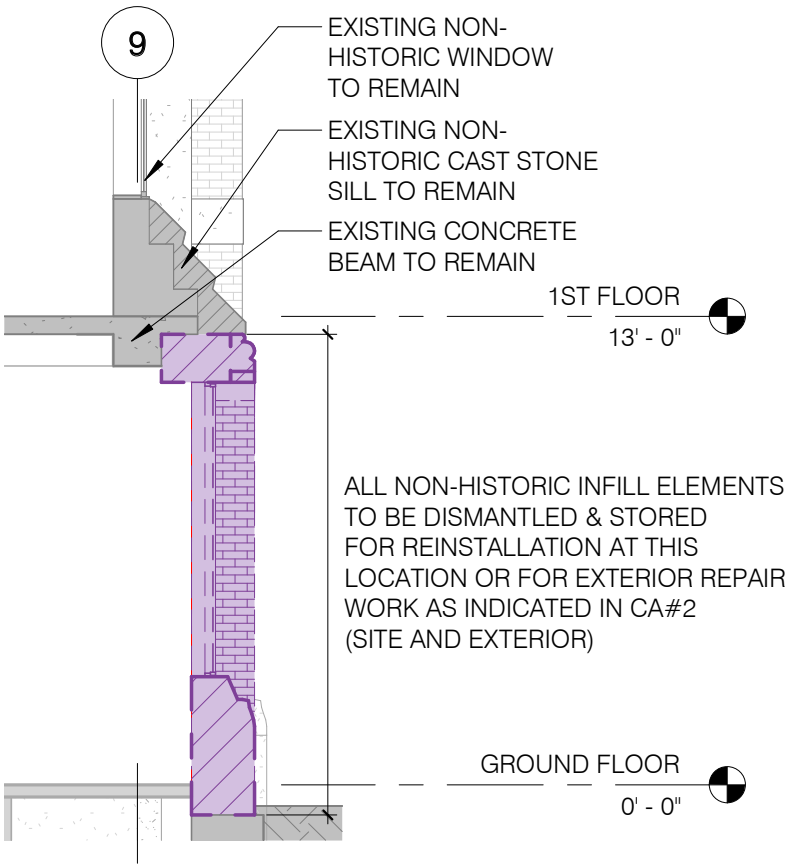 9
EXISTING NON-
HISTORIC WINDOW
TO REMAIN
EXISTING NON-
HISTORIC CAST STONE
SILL TO REMAIN
EXISTING CONCRETE
BEAM TO REMAIN
1ST FLOOR
13' - 0"
ALL NON-HISTORIC INFILL ELEMENTS
TO BE DISMANTLED & STORED
FOR REINSTALLATION AT THIS
LOCATION OR FOR EXTERIOR REPAIR
WORK AS INDICATED IN CA#2
(SITE AND EXTERIOR)
GROUND FLOOR
0' - 0"